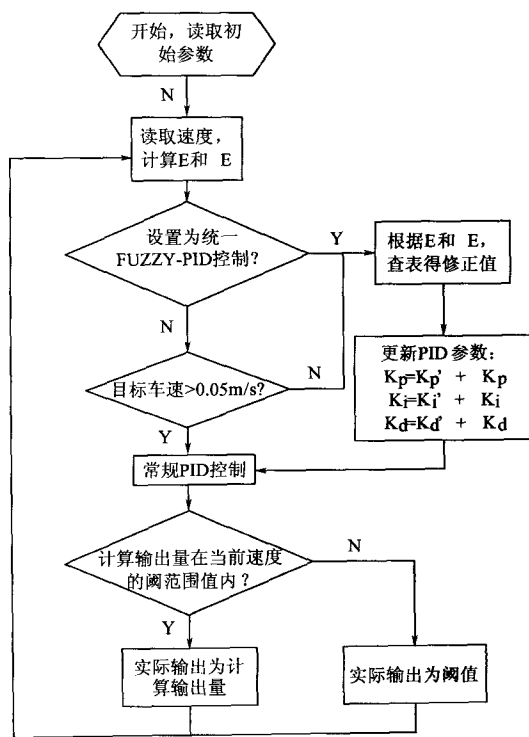 开始，读取初
始参数
N
读取速度，
计算E和 E
设置为统一
FUZZY-PID控制？
Y
根据E和 E，
查表得修正值
N
更新PID参数：
Kp=Kp' + Kp
Ki=Ki' + Ki
Kd=Kd' + Kd
目标车速>0.05m/s?
N
Y
常规PID控制
计算输出量在当前速度
的阈范围值内？
N
Y
实际输出为计
算输出量
实际输出为阈值